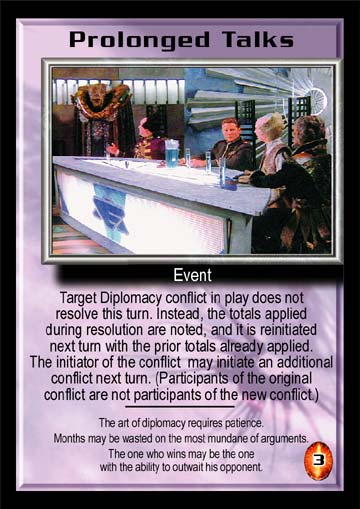 Prolonged Talks
Event
Target Diplomacy conflict in play does not
resolve this turn. Instead, the totals applied
during resolution are noted, and it is reinitiated
next turn with the prior totals already applied.
The initiator of the conflict may initiate an additional
conflict next turn. (Participants of the original
conflict are not participants of the new conflict.)
The art of diplomacy requires patience.
Months may be wasted on the most mundane of arguments.
The one who wins may be the one
with the ability to outwait his opponent.
3